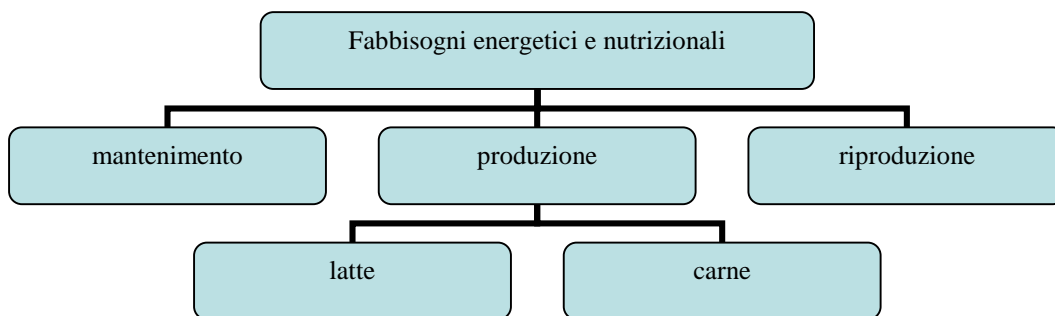 Fabbisogni energetici e nutrizionali
mantenimento
produzione
riproduzione
latte
carne